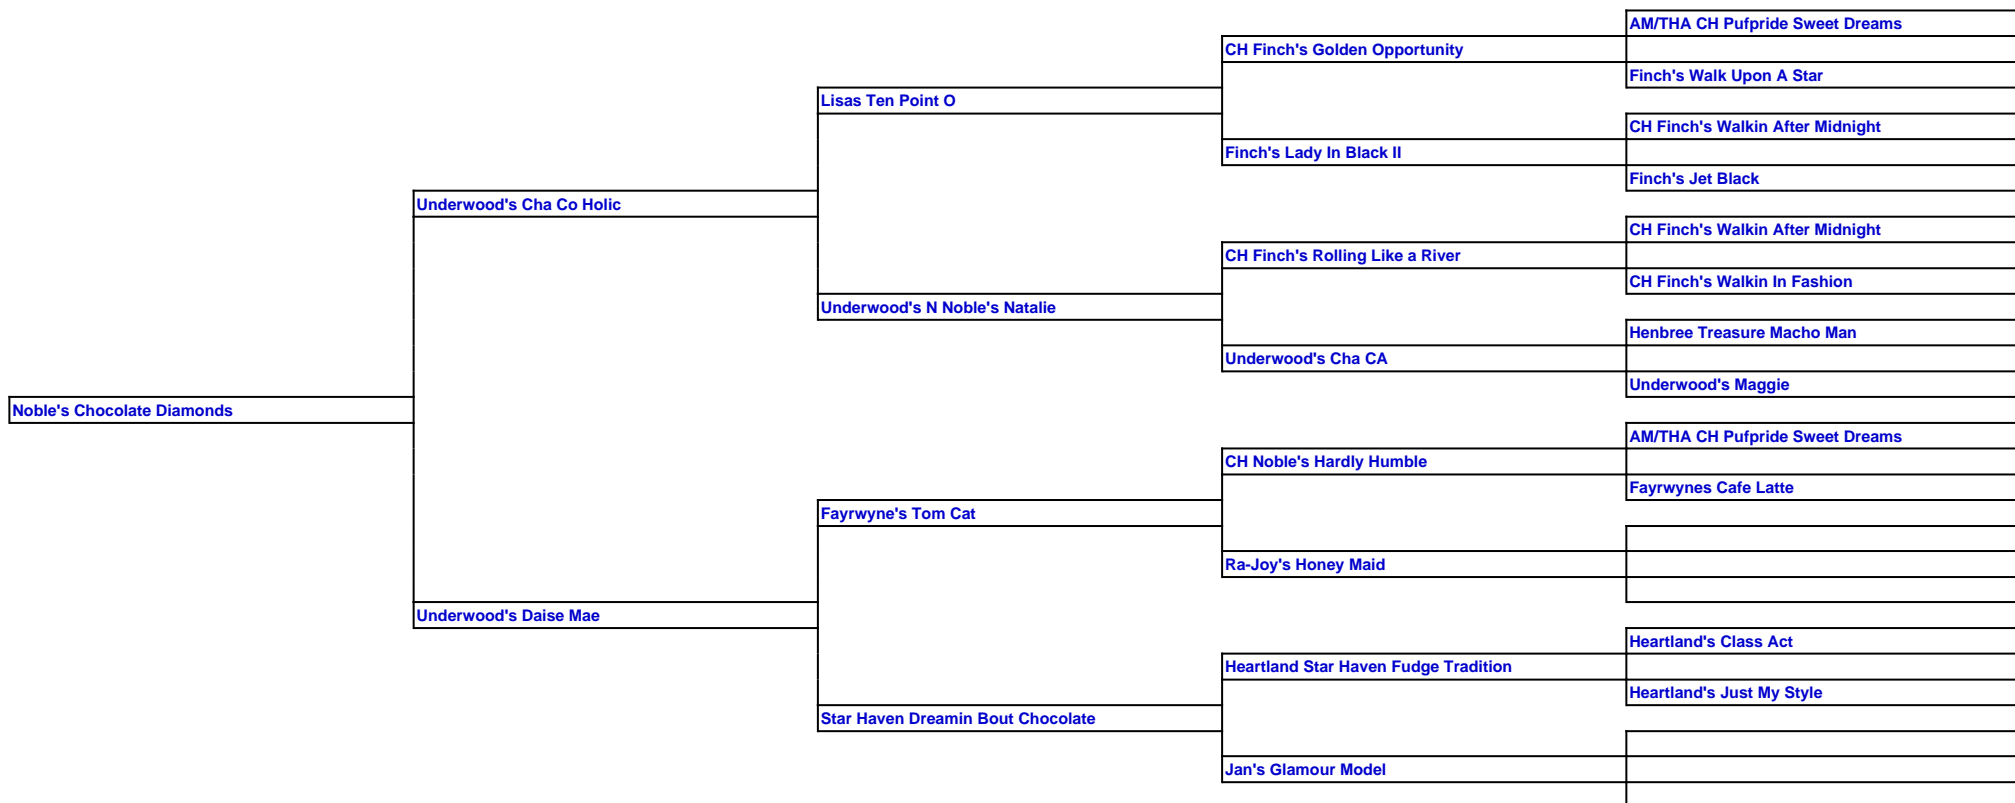 AM/THA CH Pufpride Sweet Dreams
CH Finch's Golden Opportunity
Finch's Walk Upon A Star
Lisas Ten Point O
CH Finch's Walkin After Midnight
Finch's Lady In Black II
Finch's Jet Black
Underwood's Cha Co Holic
CH Finch's Walkin After Midnight
CH Finch's Rolling Like a River
CH Finch's Walkin In Fashion
Underwood's N Noble's Natalie
Henbree Treasure Macho Man
Underwood's Cha CA
Underwood's Maggie
Noble's Chocolate Diamonds
AM/THA CH Pufpride Sweet Dreams
CH Noble's Hardly Humble
Fayrwynes Cafe Latte
Fayrwyne's Tom Cat
Ra-Joy's Honey Maid
Underwood's Daise Mae
Heartland's Class Act
Heartland Star Haven Fudge Tradition
Heartland's Just My Style
Star Haven Dreamin Bout Chocolate
Jan's Glamour Model